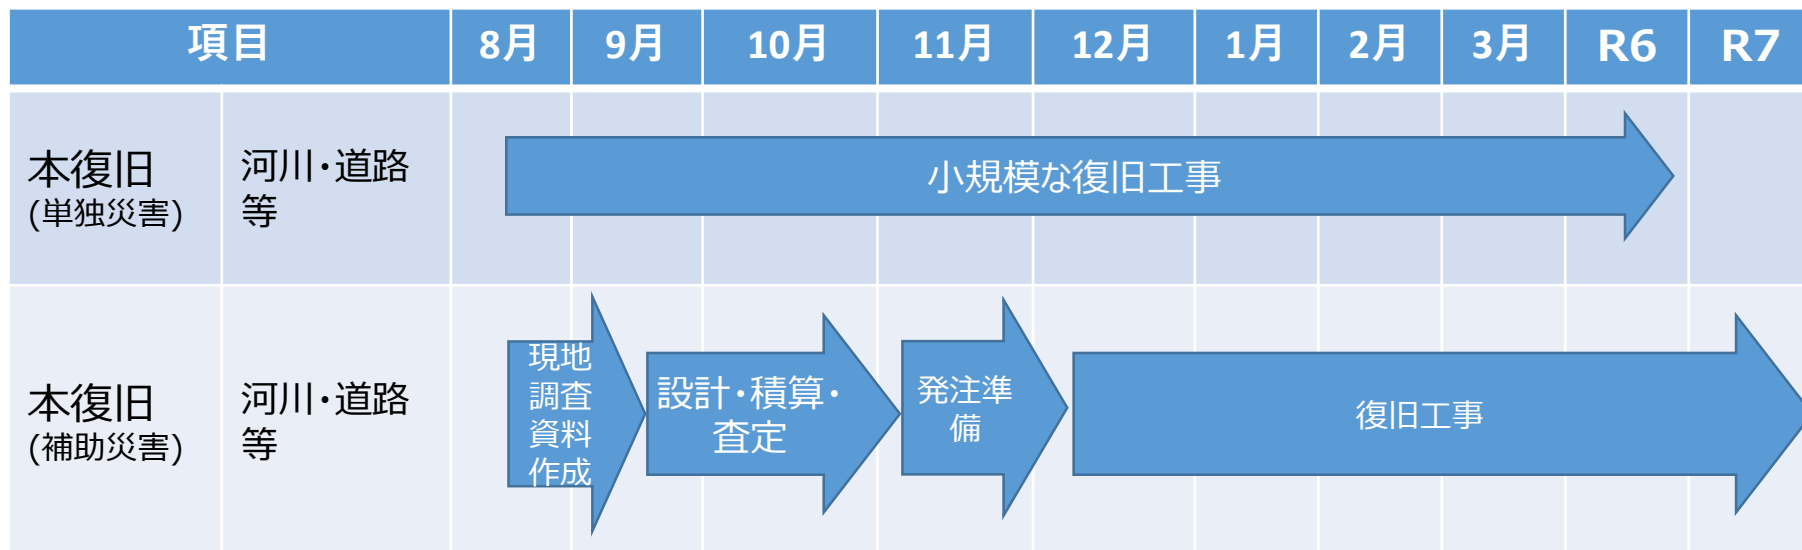 項目 8月 9月 10月 11月 12月 1月 2月 3月 R6 R7
本復旧
(単独災害)
河川・道路
等
小規模な復旧工事
本復旧
(補助災害)
河川・道路
等
現地
調査
資料
作成
設計・積算・
査定
発注準
備
復旧工事